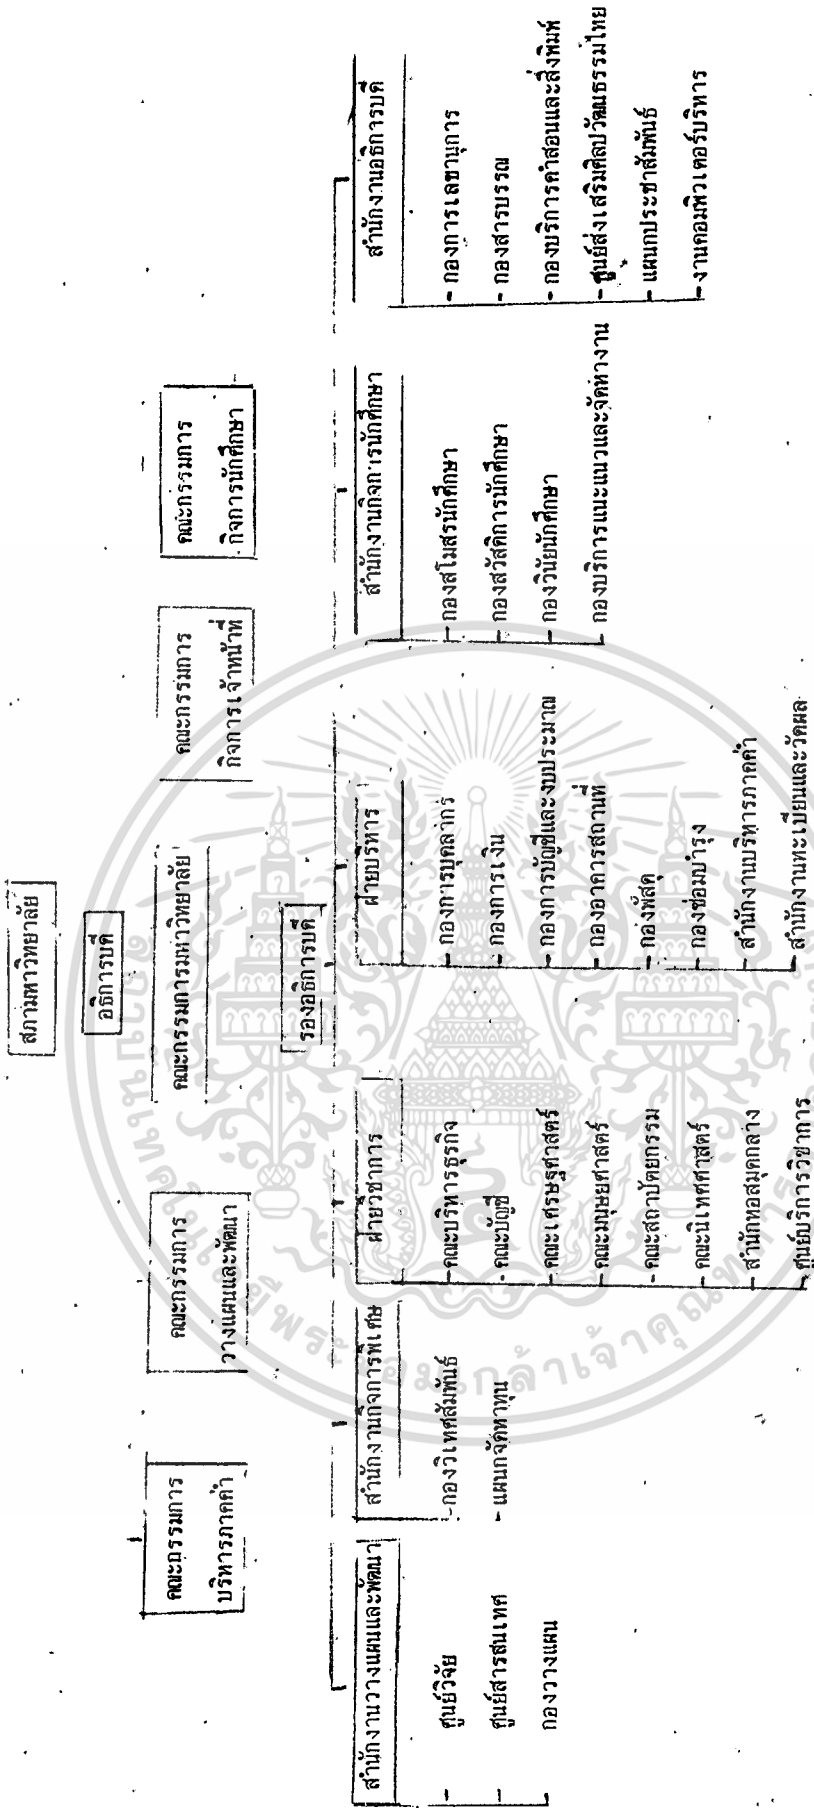 สภามหาวิทยาลัย
อธิการบดี
คณะกรรมการ
บริหารภาคค่ำ
คณะกรรมการ
วางแผนและพัฒนา
คณะกรรมการมหาวิทยาลัย
คณะกรรมการ
กิจการเจ้าหน้าที่
คณะกรรมการ
กิจการนักศึกษา
รองอธิการบดี
สำนักงานวางแผนและพัฒนา
ศูนย์วิจัย
ศูนย์สารสนเทศ
กองวางแผน
สำนักงานกิจการพิเศษ
กองวิเทศสัมพันธ์
แผนกจัดหาทุน
ฝ่ายวิชาการ
คณะบริหารธุรกิจ
คณะบัญชี
คณะเศรษฐศาสตร์
คณะมนุษยศาสตร์
คณะสถาปัตยกรรม
คณะนิเทศศาสตร์
สำนักหอสมุดกลาง
ศูนย์บริการวิชาการ
ฝ่ายบริหาร
กองการบุคลากร
กองการเงิน
กองการบัญชีและงบประมาณ
กองอาคารสถานที่
กองพัสดุ
กองซ่อมบำรุง
สำนักงานบริหารภาคค่ำ
สำนักงานทะเบียนและวัดผล
สำนักงานกิจการนักศึกษา
กองสโมสรนักศึกษา
กองสวัสดิการนักศึกษา
กองวินัยนักศึกษา
กองบริการแนะแนวและจัดหางาน
สำนักงานอธิการบดี
กองการเลขานุการ
กองสารบรรณ
กองบริการคำสอนและสิ่งพิมพ์
ศูนย์ส่งเสริมศิลปวัฒนธรรมไทย
แผนกประชาสัมพันธ์
งานคอมพิวเตอร์บริหาร